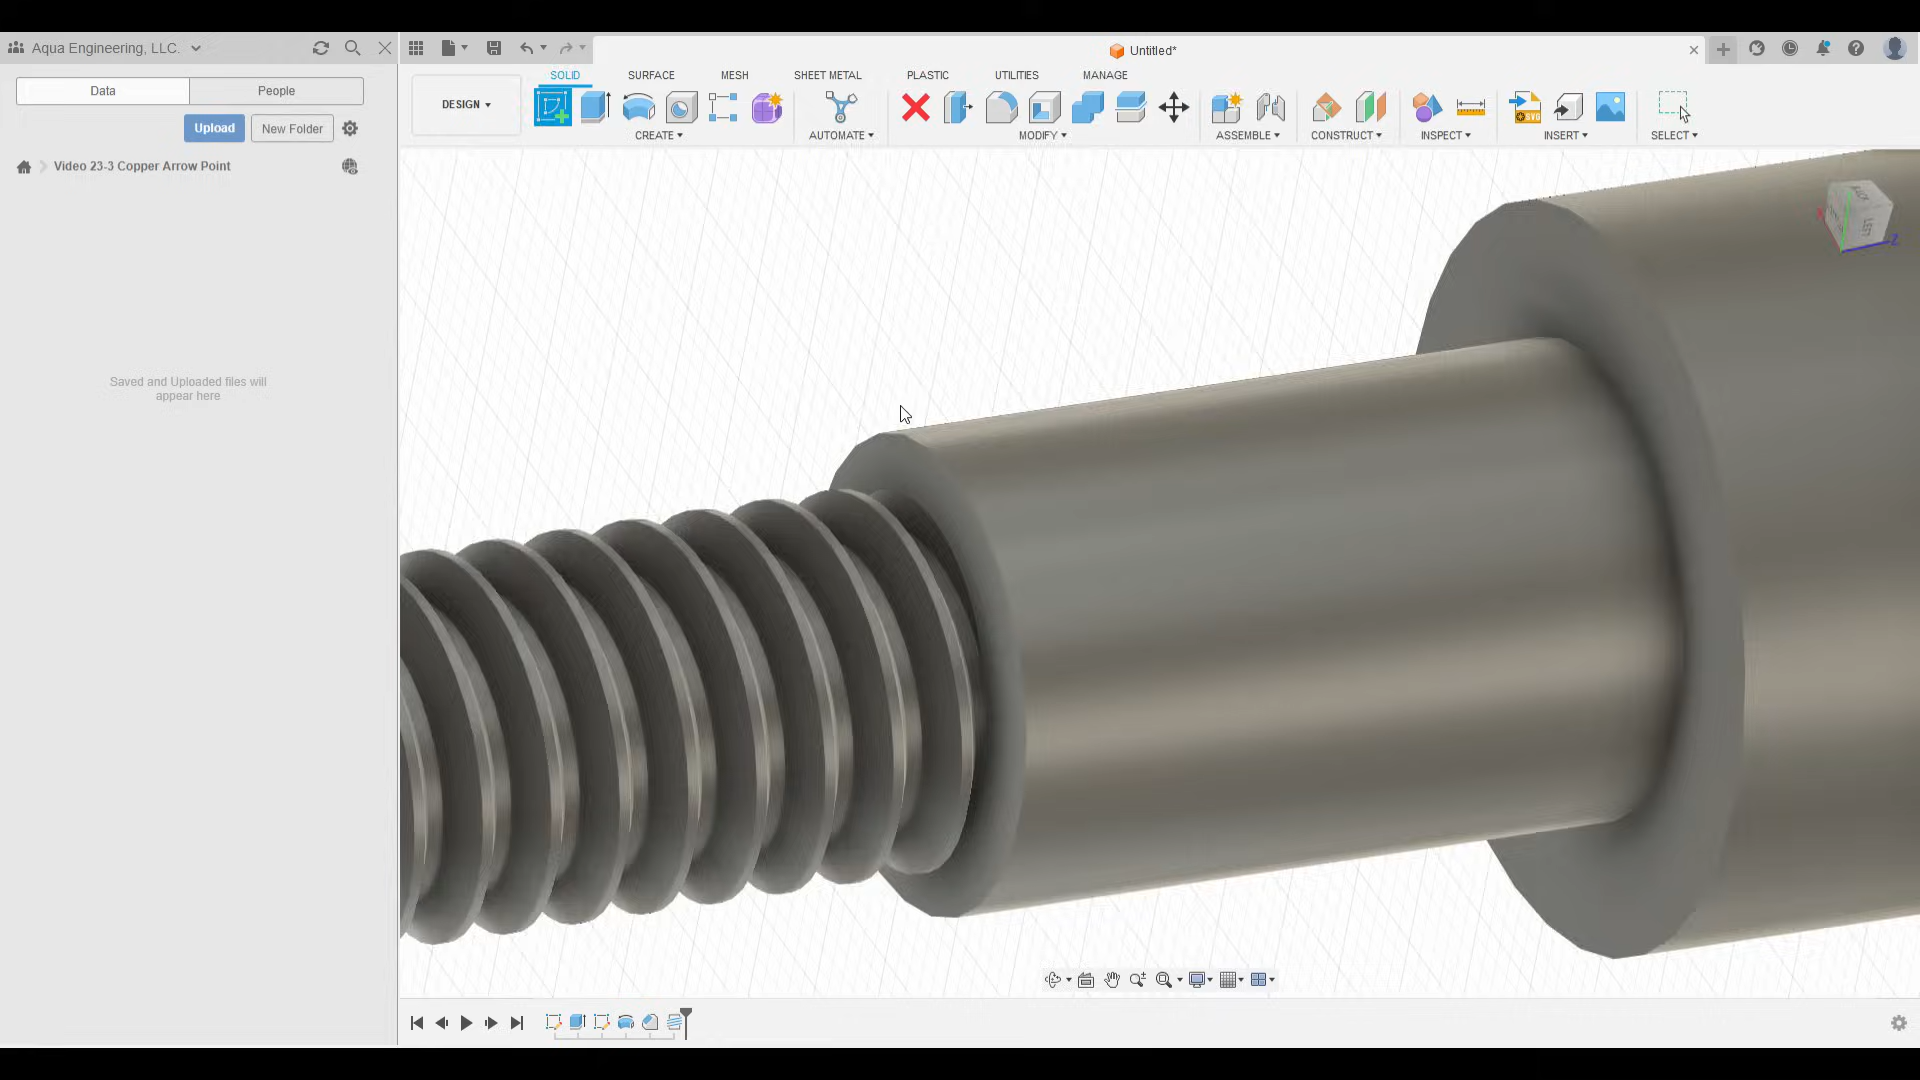 Aqua Engineering, LLC.
Untitled*
Data
People
Upload
New Folder
Video 23-3 Copper Arrow Point
Saved and Uploaded files will
appear here
DESIGN
SOLID
SURFACE
MESH
SHEET METAL
PLASTIC
UTILITIES
MANAGE
CREATE
AUTOMATE
MODIFY
ASSEMBLE
CONSTRUCT
INSPECT
SVG
INSERT
SELECT
X
LEFT
Z